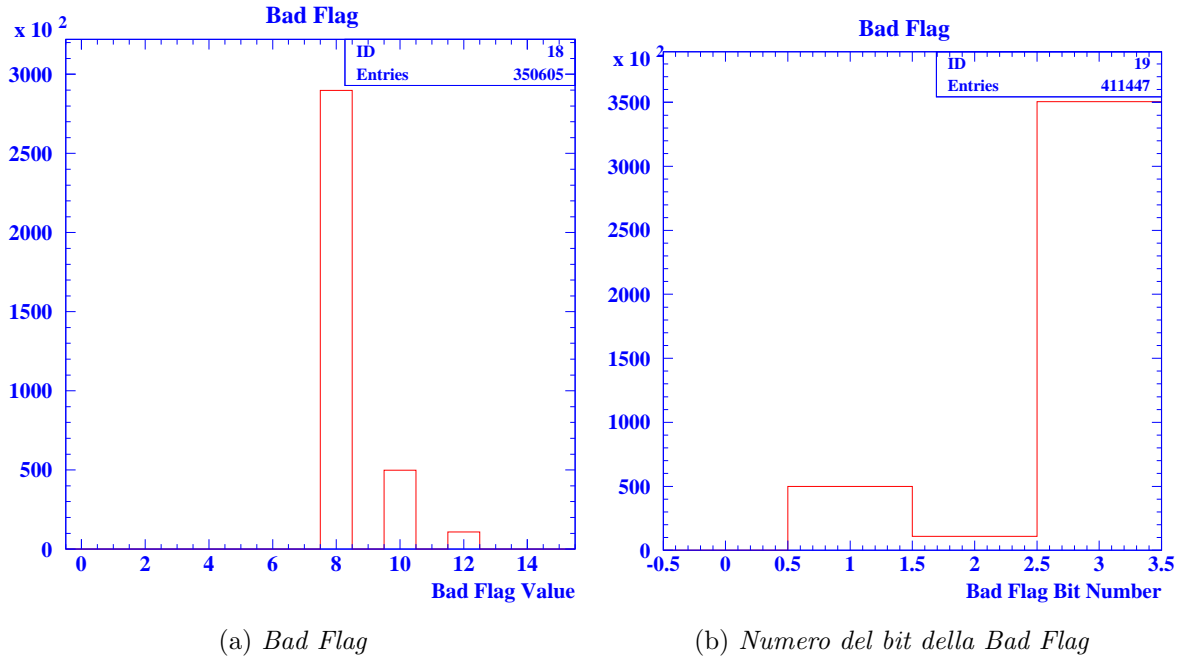 Bad Flag
x 10 2
ID 18
Entries 350605
3000
2500
2000
1500
1000
500
0
0 2 4 6 8 10 12 14
Bad Flag Value
(a) Bad Flag
Bad Flag
x 10 2
ID 19
Entries 411447
3500
3000
2500
2000
1500
1000
500
0
-0.5 0 0.5 1 1.5 2 2.5 3 3.5
Bad Flag Bit Number
(b) Numero del bit della Bad Flag